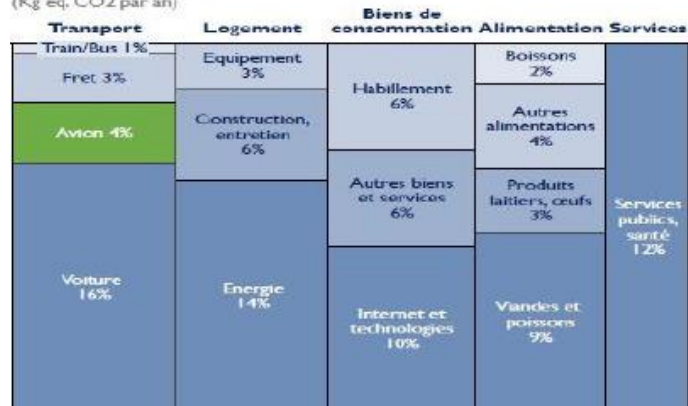 (Kg eq. CO2 par an)
Transport
Train/Bus 1%
Fret 3%
Avion 4%
Voiture
16%
Logement
Equipement
3%
Construction,
entretien
6%
Energie
14%
Biens de
consommation
Habillement
6%
Autres biens
et services
6%
Internet et
technologies
10%
Alimentation
Boissons
2%
Autres
alimentations
4%
Produits
laitiers, œufs
3%
Viandes et
poissons
9%
Services
Services
publics,
santé
12%